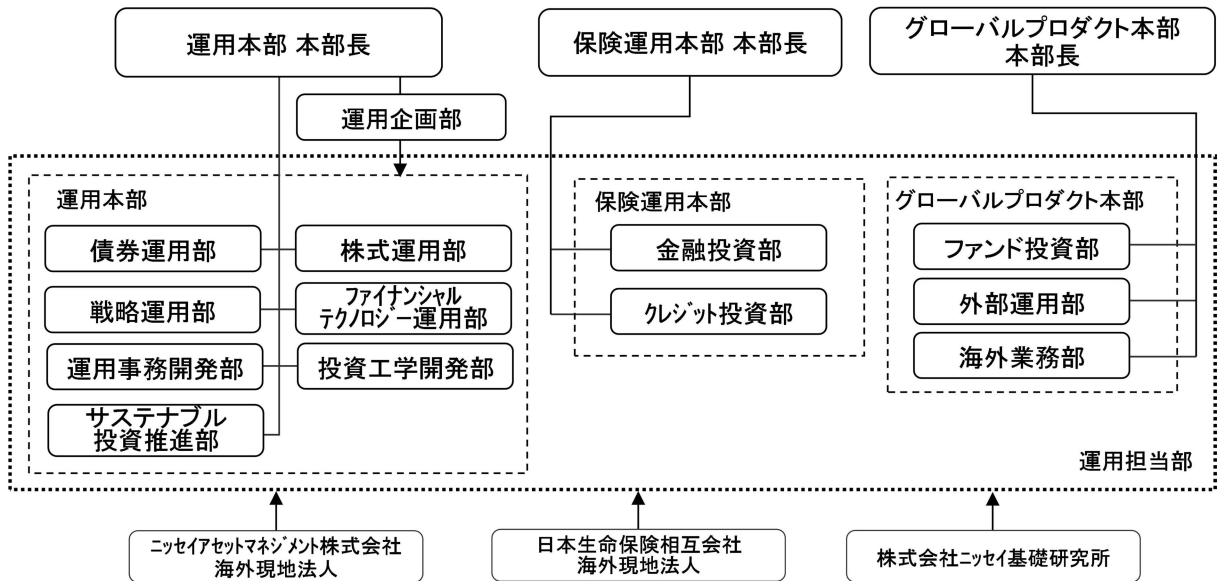 運用本部 本部長
保険運用本部 本部長
グローバルプロダクト本部
本部長
運用企画部
運用本部
債券運用部
株式運用部
戦略運用部
ファイナンシャル
テクノロジー運用部
運用事務開発部
投資工学開発部
サステナブル
投資推進部
保険運用本部
金融投資部
クレジット投資部
グローバルプロダクト本部
ファンド投資部
外部運用部
海外業務部
運用担当部
ニッセイアセットマネジメント株式会社
海外現地法人
日本生命保険相互会社
海外現地法人
株式会社ニッセイ基礎研究所